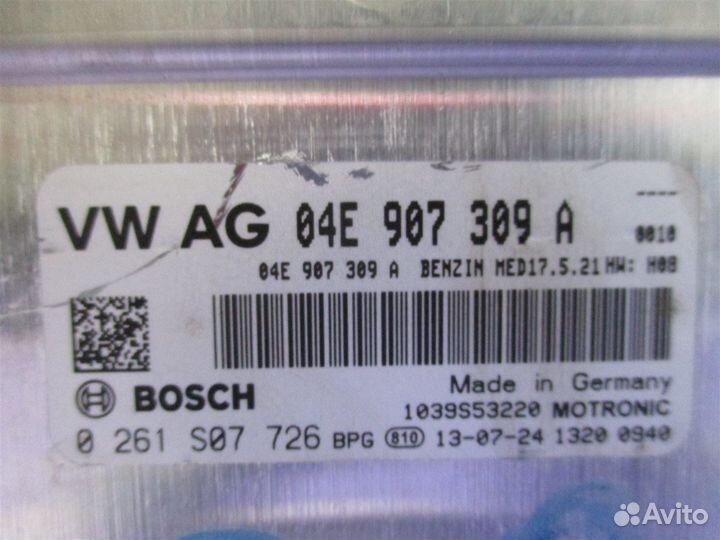 ----
VW AG 04E 907 309 A 0010
04E 907 309 A BENZIN MED17.5.21 HW: H08
BOSCH
Made in Germany
1039S53220 MOTRONIC
0 261 S07 726 BPG 810 13-07-24 1320 0940
Avito